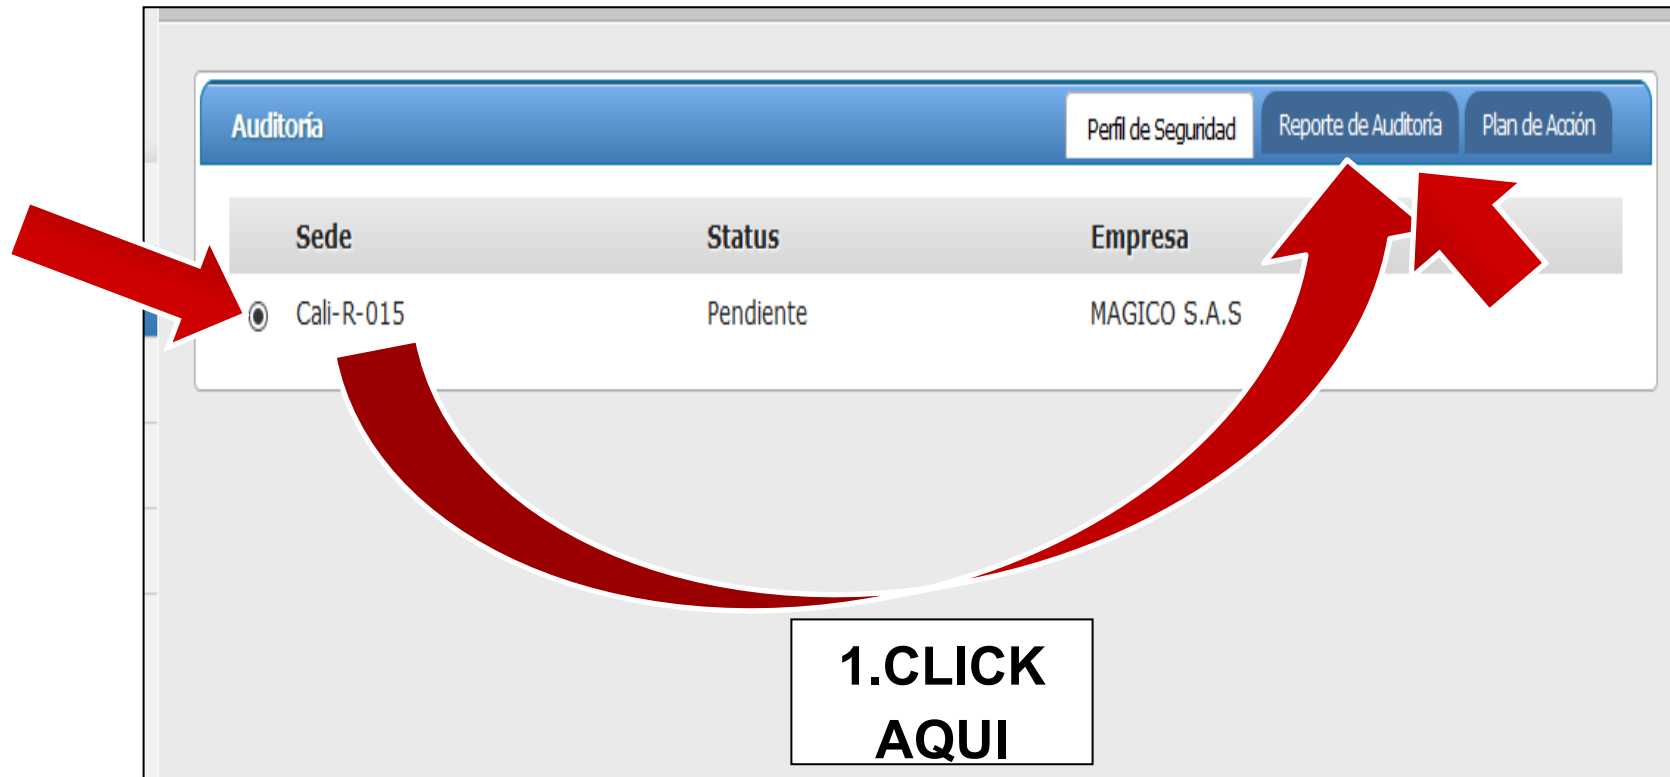 Auditoría Perfil de Seguridad Reporte de Auditoría Plan de Acción
Sede Status Empresa
Cali-R-015 Pendiente MAGICO S.A.S
1.CLICK
AQUI